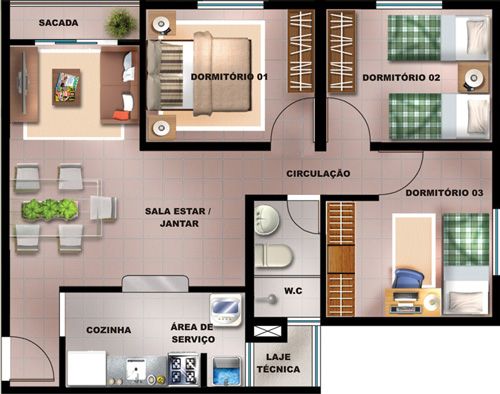 SACADA
DORMITÓRIO 01
DORMITÓRIO 02
CIRCULAÇÃO
DORMITÓRIO 03
SALA ESTAR /
JANTAR
W.C
COZINHA
ÁREA DE
SERVIÇO
LAJE
TÉCNICA